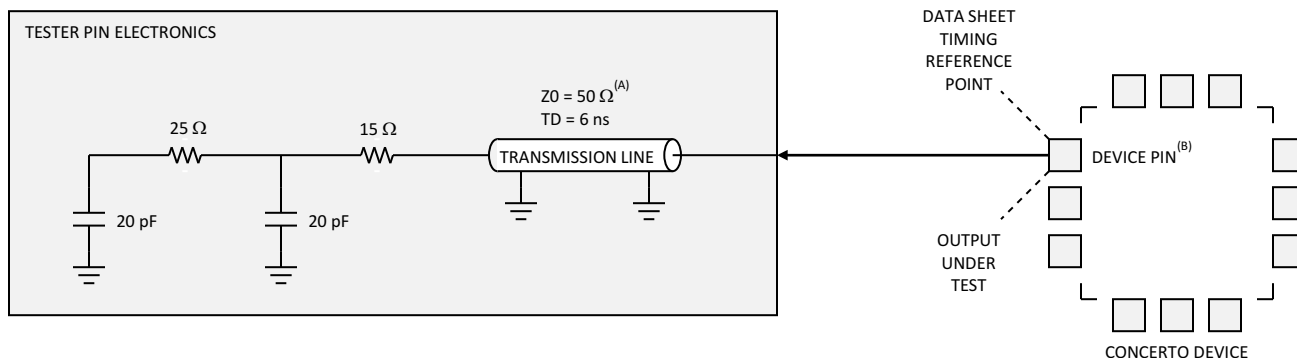 TESTER PIN ELECTRONICS
Z0 = 50 Ω(A)
TD = 6 ns
25 Ω
15 Ω
TRANSMISSION LINE
20 pF
20 pF
DATA SHEET
TIMING
REFERENCE
POINT
DEVICE PIN(B)
OUTPUT
UNDER
TEST
CONCERTO DEVICE